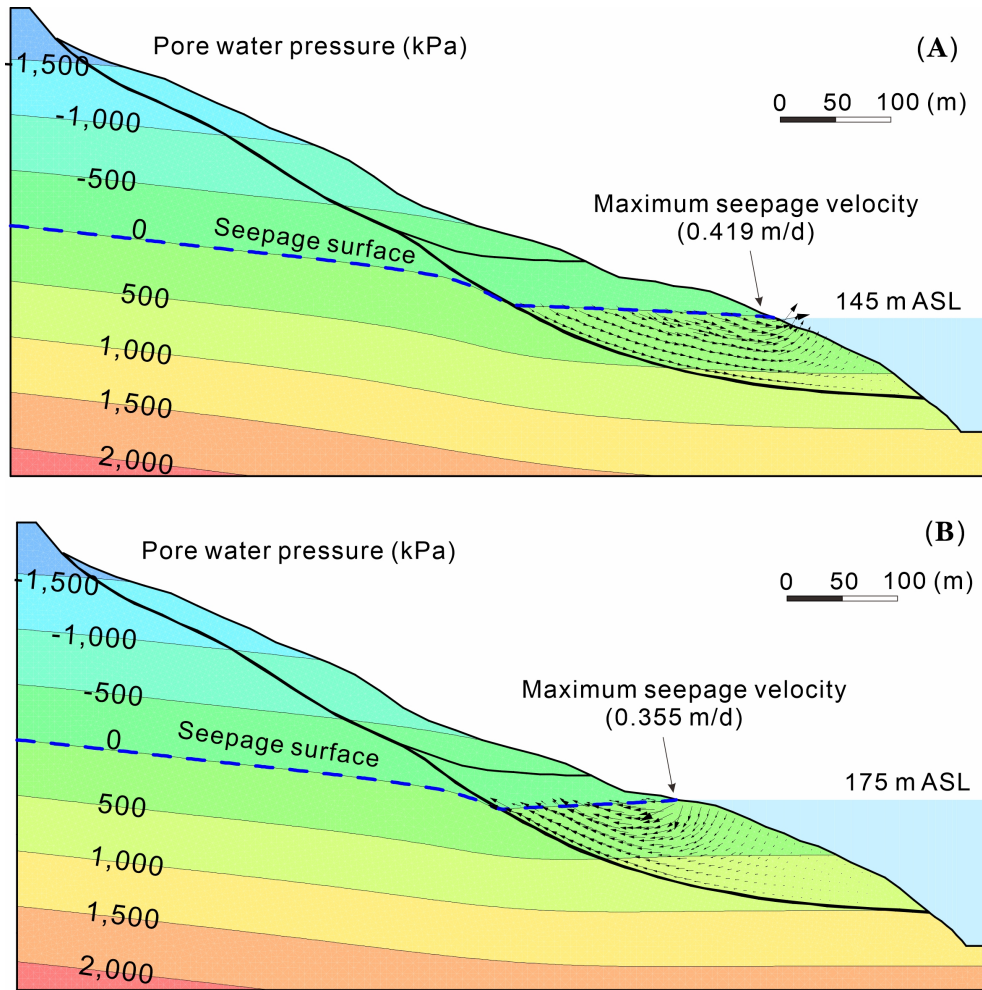 Pore water pressure (kPa)
(A)
-1,500
0 50 100 (m)
-1,000
-500
Maximum seepage velocity
(0.419 m/d)
0
Seepage surface
500
145 m ASL
1,000
1,500
2,000
Pore water pressure (kPa)
(B)
-1,500
0 50 100 (m)
-1,000
-500
Maximum seepage velocity
(0.355 m/d)
0
Seepage surface
175 m ASL
500
1,000
1,500
2,000